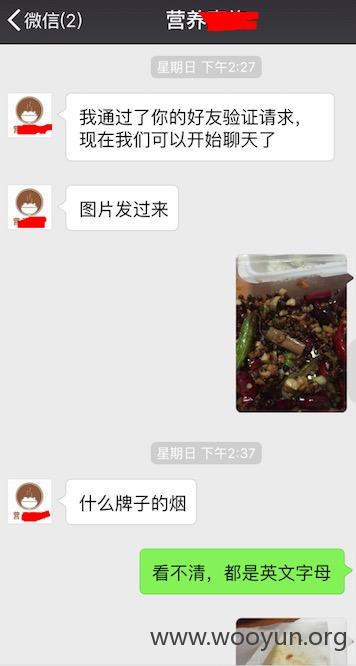 微信(2)
营养
星期日 下午2:27
我通过了你的好友验证请求，
现在我们可以开始聊天了
图片发过来
星期日 下午2:37
什么牌子的烟
看不清，都是英文字母
www.wooyun.org